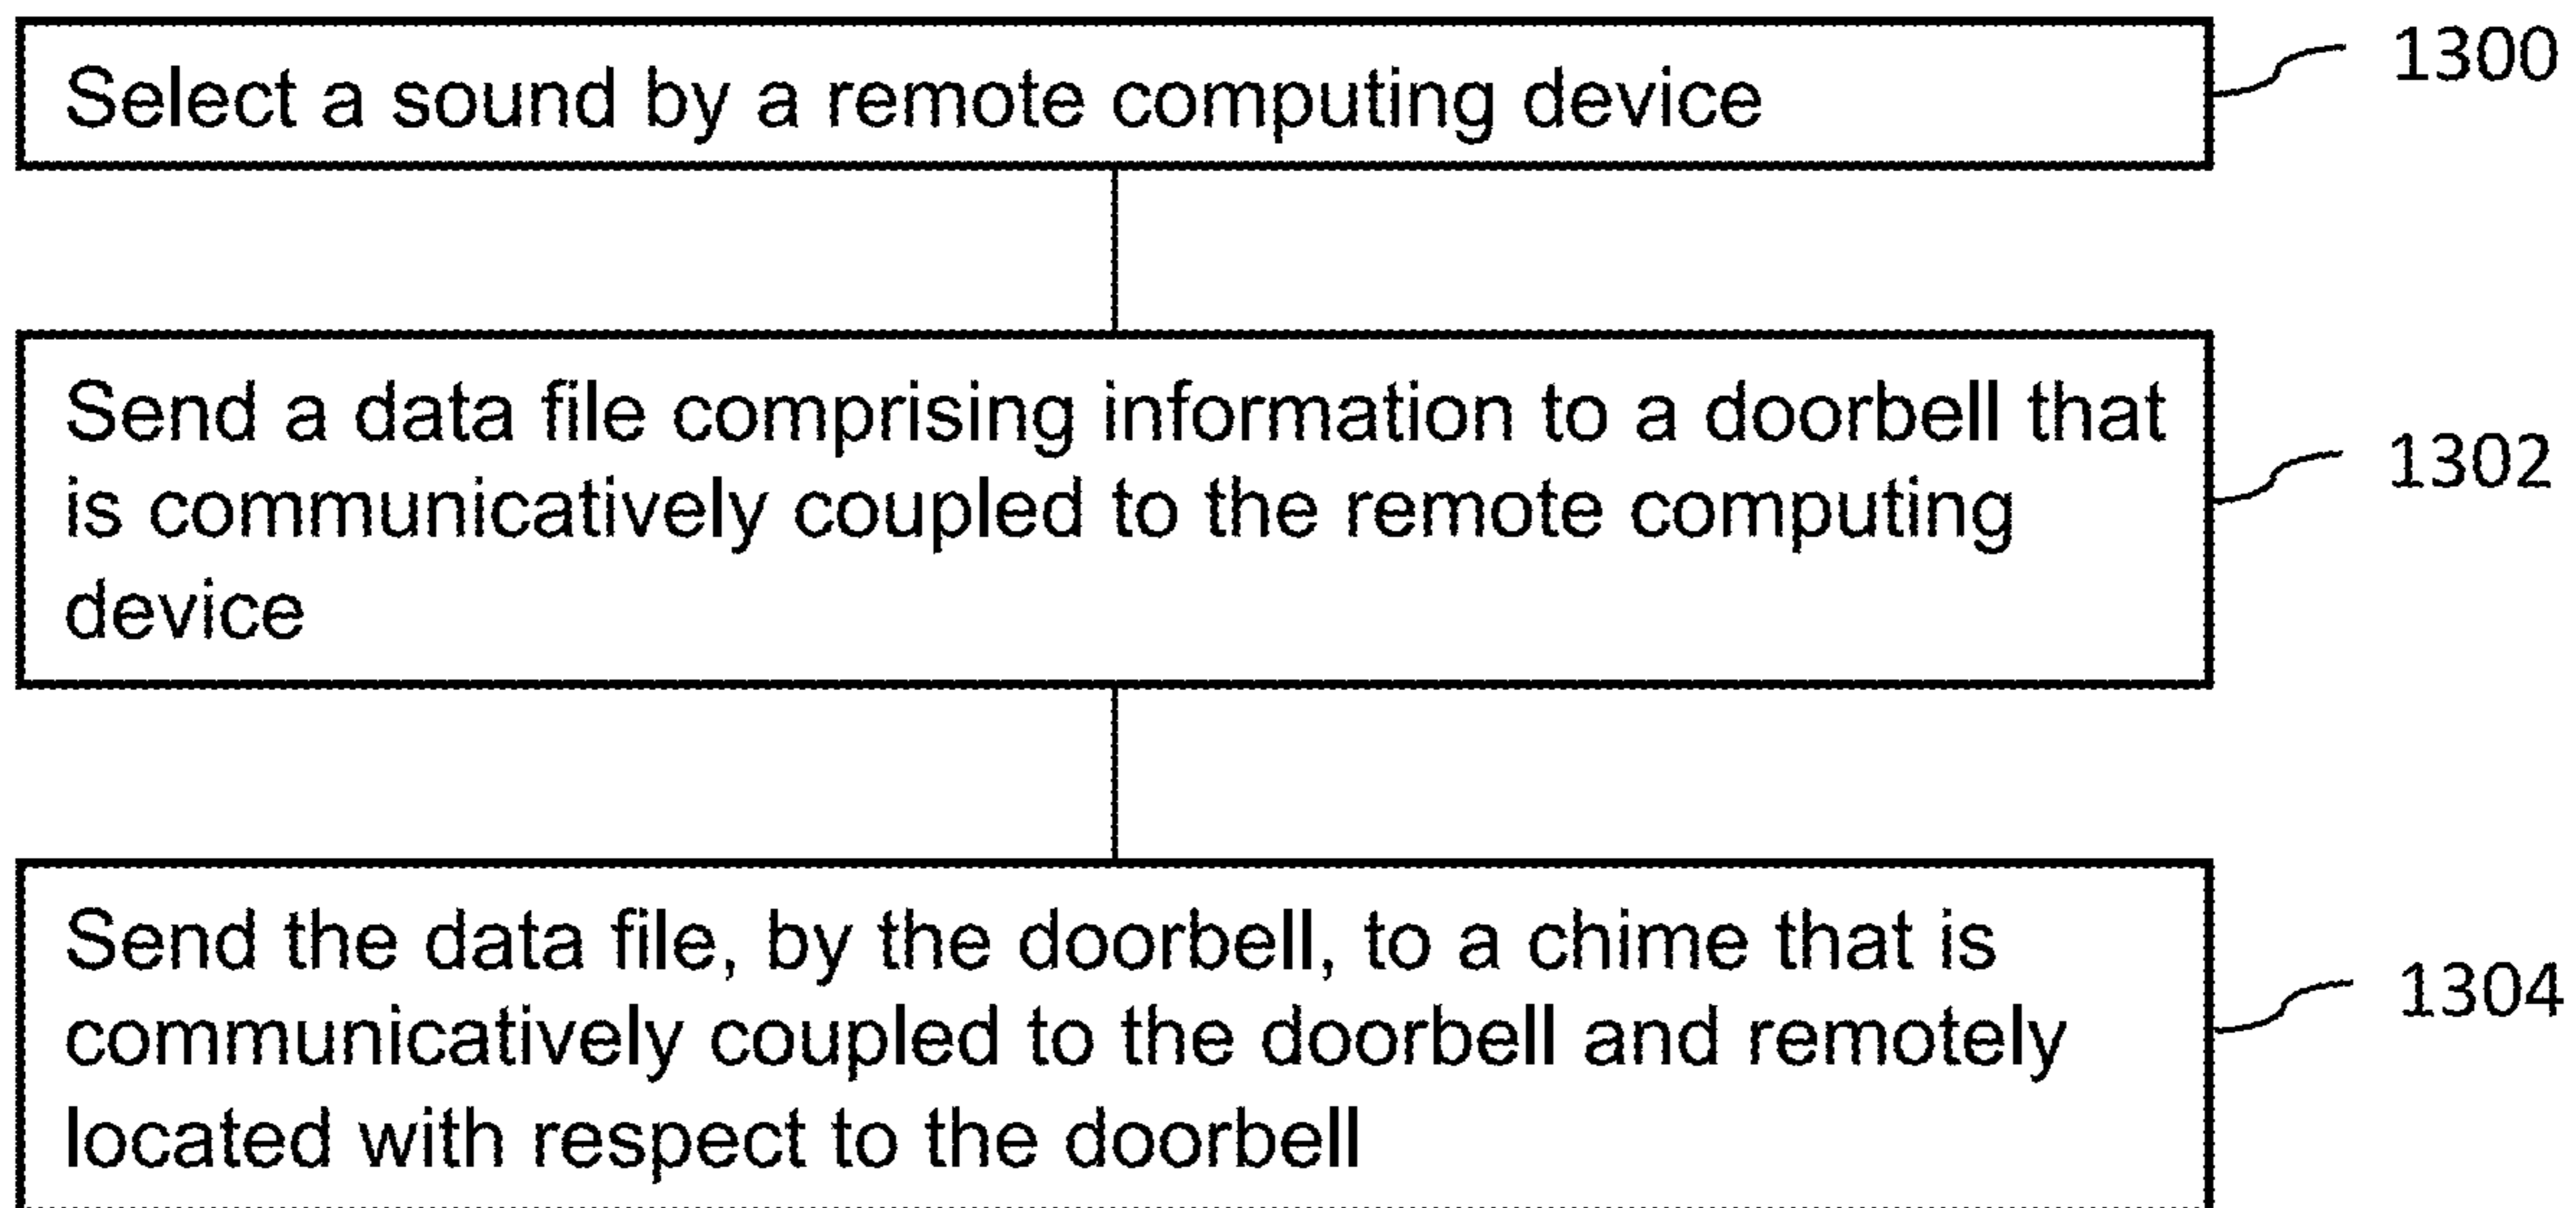 Select a sound by a remote computing device
1300
Send a data file comprising information to a doorbell that
is communicatively coupled to the remote computing
device
1302
Send the data file, by the doorbell, to a chime that is
communicatively coupled to the doorbell and remotely
located with respect to the doorbell
1304